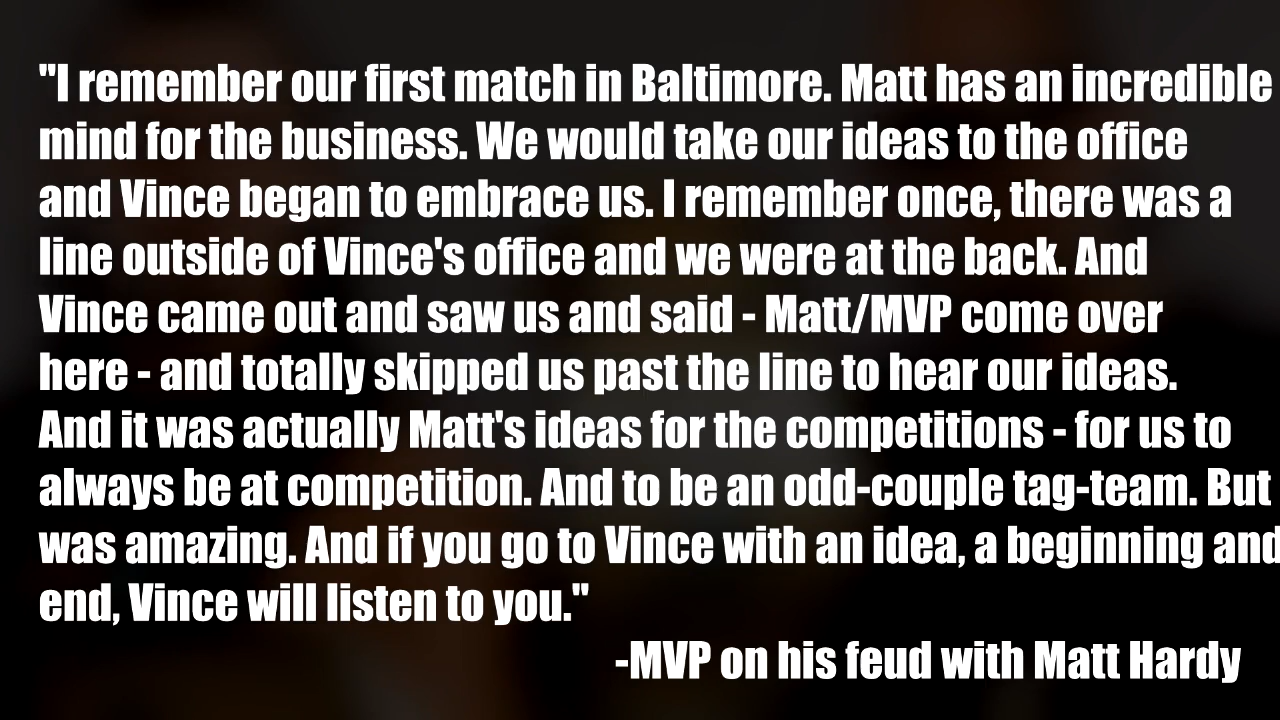 "I remember our first match in Baltimore. Matt has an incredible
mind for the business. We would take our ideas to the office
and Vince began to embrace us. I remember once, there was a
line outside of Vince's office and we were at the back. And
Vince came out and saw us and said - Matt/MVP come over
here - and totally skipped us past the line to hear our ideas.
And it was actually Matt's ideas for the competitions - for us to
always be at competition. And to be an odd-couple tag-team. But
was amazing. And if you go to Vince with an idea, a beginning and
end, Vince will listen to you."
-MVP on his feud with Matt Hardy